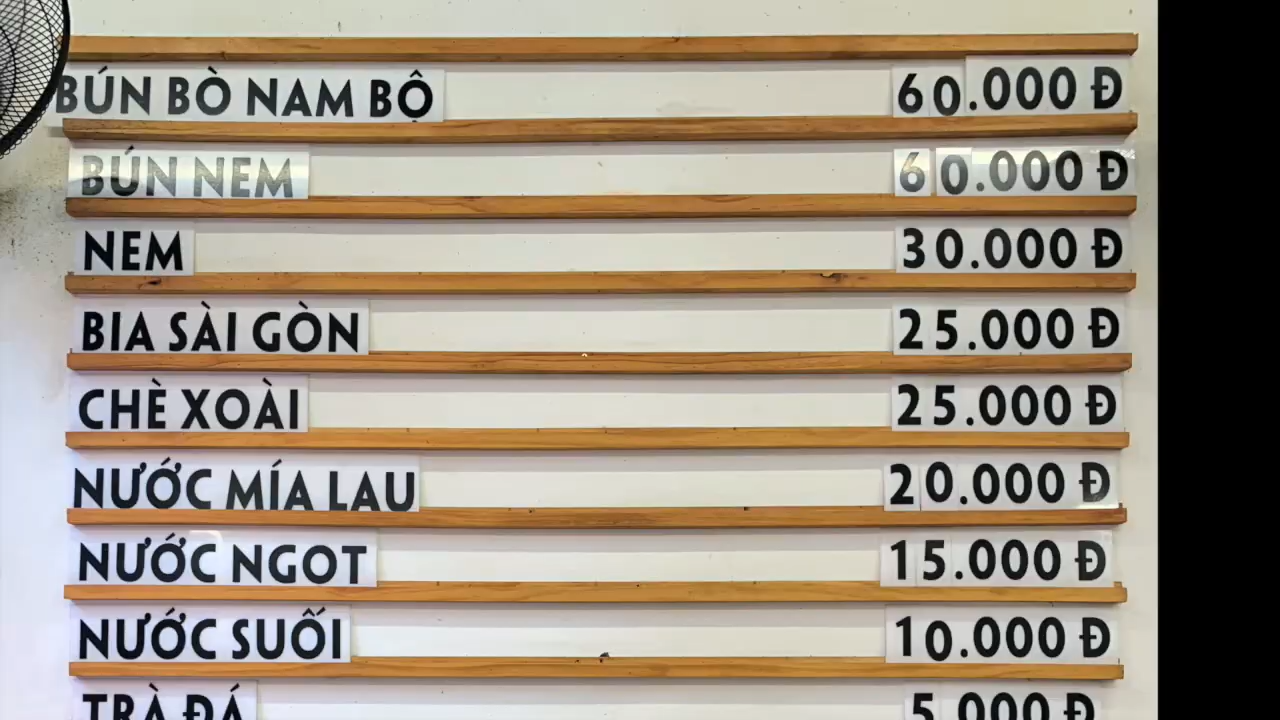 BÚN BÒ NAM BỘ 60.000 Đ
BÚN NEM 60.000 Đ
NEM 30.000 Đ
BIA SÀI GÒN 25.000 Đ
CHÈ XOÀI 25.000 Đ
NƯỚC MÍA LAU 20.000 Đ
NƯỚC NGOT 15.000 Đ
NƯỚC SUỐI 10.000 Đ
TRÀ ĐÁ 5.000 Đ